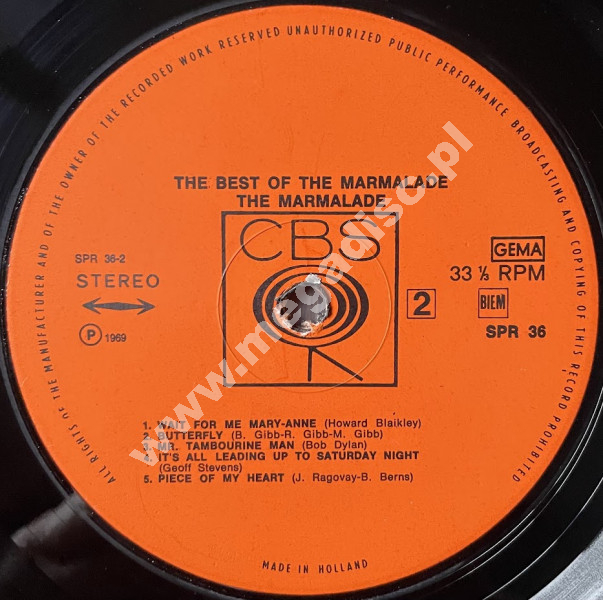 ALL RIGHTS OF THE MANUFACTURER AND OF THE OWNER OF THE RECORDED WORK RESERVED UNAUTHORIZED PUBLIC PERFORMANCE BROADCASTING AND COPYING OF THIS RECORD PROHIBITED
THE BEST OF THE MARMALADE
THE MARMALADE
CBS
SPR 36-2
STEREO
P 1969
GEMA
33 ⅓ RPM
2
BIEM
SPR 36
1. WAIT FOR ME MARY-ANNE (Howard Blaikley)
2. BUTTERFLY (B. Gibb-R. Gibb-M. Gibb)
3. MR. TAMBOURINE MAN (Bob Dylan)
4. IT'S ALL LEADING UP TO SATURDAY NIGHT
(Geoff Stevens)
5. PIECE OF MY HEART (J. Ragovay-B. Berns)
MADE IN HOLLAND
www.megadisc.pl